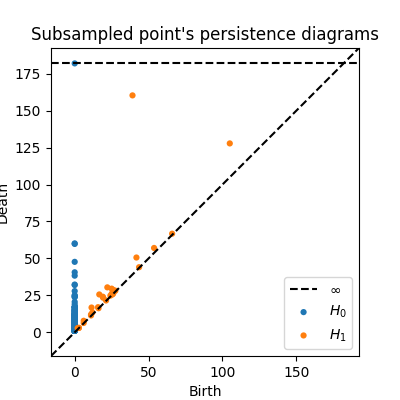 Subsampled point's persistence diagrams
175
150
125
100
75
50
25
0
Death
0 50 100 150
Birth
∞
H₀
H₁